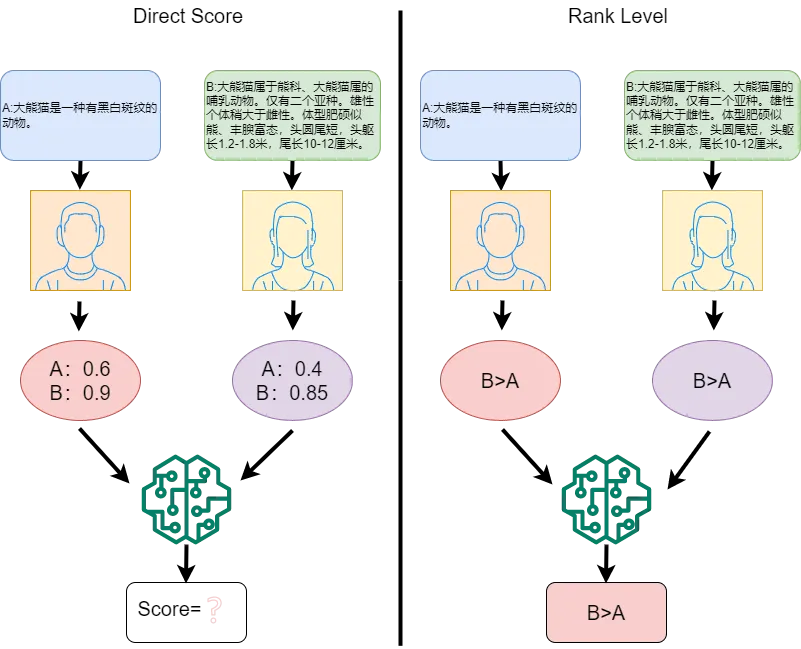 Direct Score
Rank Level
A:大熊猫是一种有黑白斑纹的
动物。
B:大熊猫属于熊科、大熊猫属的
哺乳动物。仅有二个亚种。雄性
个体稍大于雌性。体型肥硕似
熊、丰腴富态，头圆尾短，头躯
长1.2-1.8米，尾长10-12厘米。
A:大熊猫是一种有黑白斑纹的
动物。
B:大熊猫属于熊科、大熊猫属的
哺乳动物。仅有二个亚种。雄性
个体稍大于雌性。体型肥硕似
熊、丰腴富态，头圆尾短，头躯
长1.2-1.8米，尾长10-12厘米。
A：0.6
B：0.9
A：0.4
B：0.85
B>A
B>A
Score=?
B>A